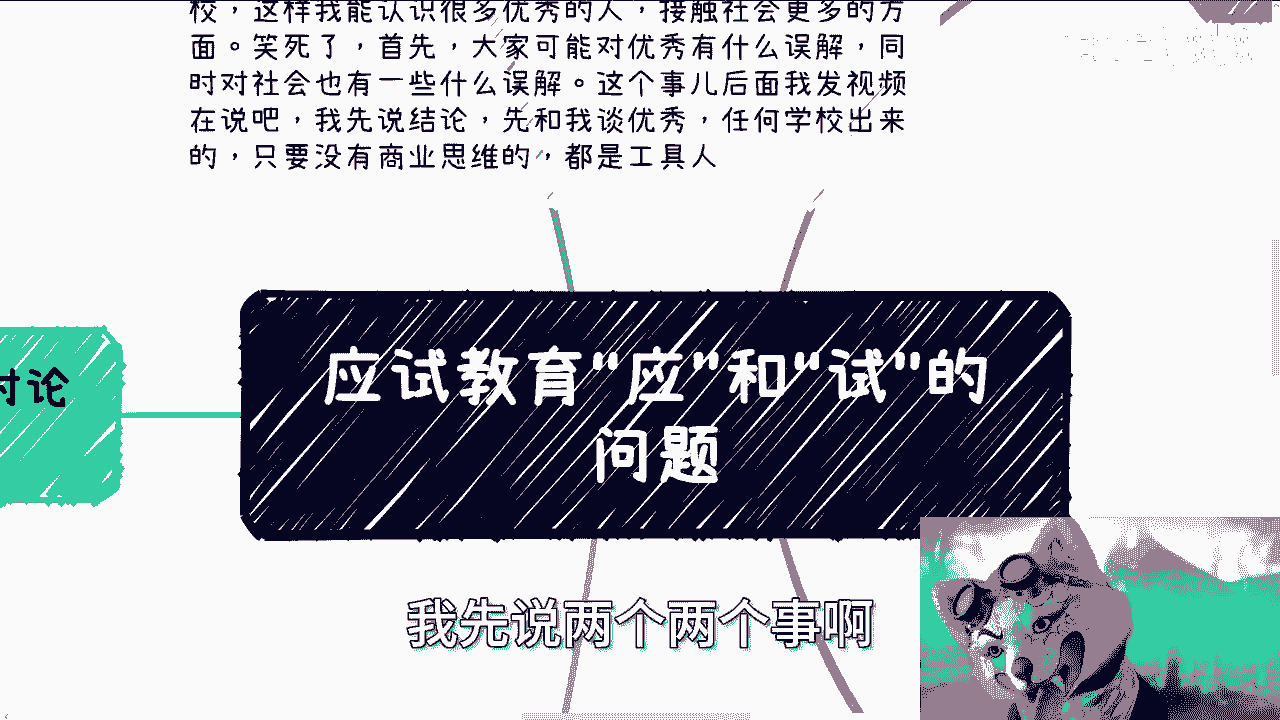 校，这样我能认识很多优秀的人，接触社会更多的方
面。笑死了，首先，大家可能对优秀有什么误解，同
时对社会也有一些什么误解。这个事儿后面我发视频
在说吧，我先说结论，先和我谈优秀，任何学校出来
的，只要没有商业思维的，都是工具人
讨论
应试教育“应”和“试”的
问题
我先说两个两个事啊